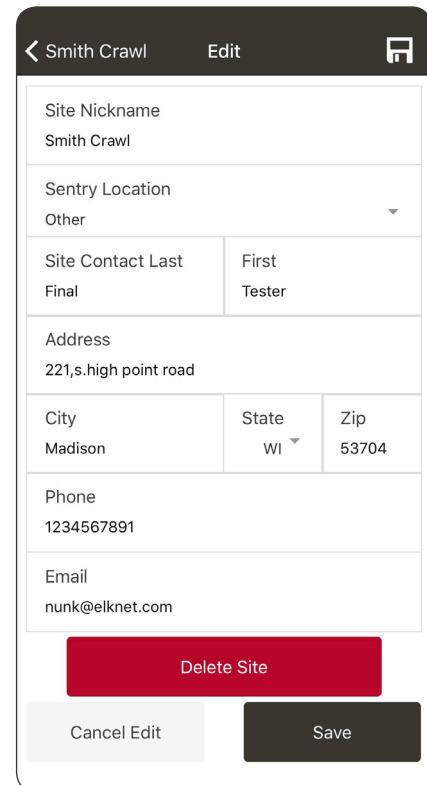 Smith Crawl Edit
Site Nickname
Smith Crawl
Sentry Location
Other
Site Contact Last First
Final Tester
Address
221,s.high point road
City State Zip
Madison WI 53704
Phone
1234567891
Email
nunk@elknet.com
Delete Site
Cancel Edit Save